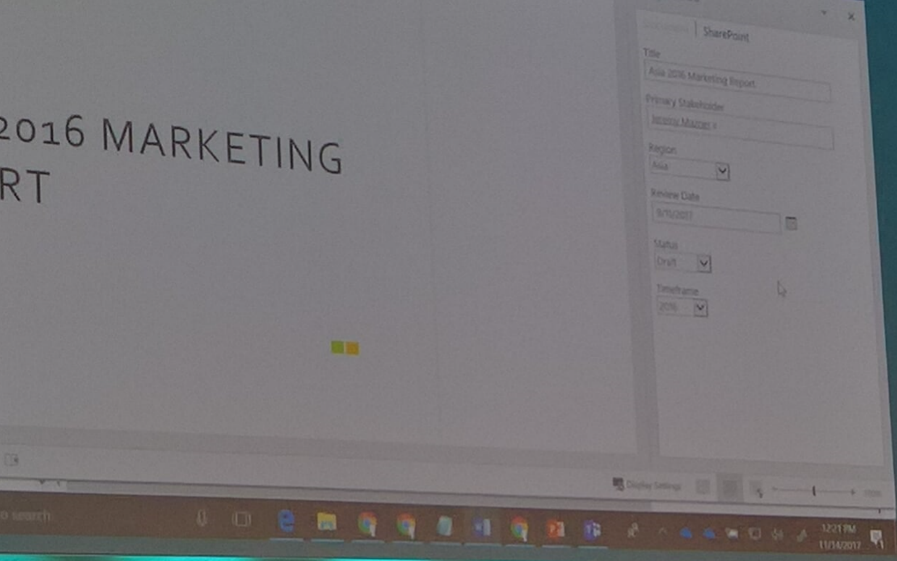 SharePoint
Title
Asia 2016 Marketing Report
2016 MARKETING
RT
Primary Stakeholder
Region
Asia
Review Date
Status
Draft
Timeframe
2016
Display Settings
search
12:21 PM
11/14/2017